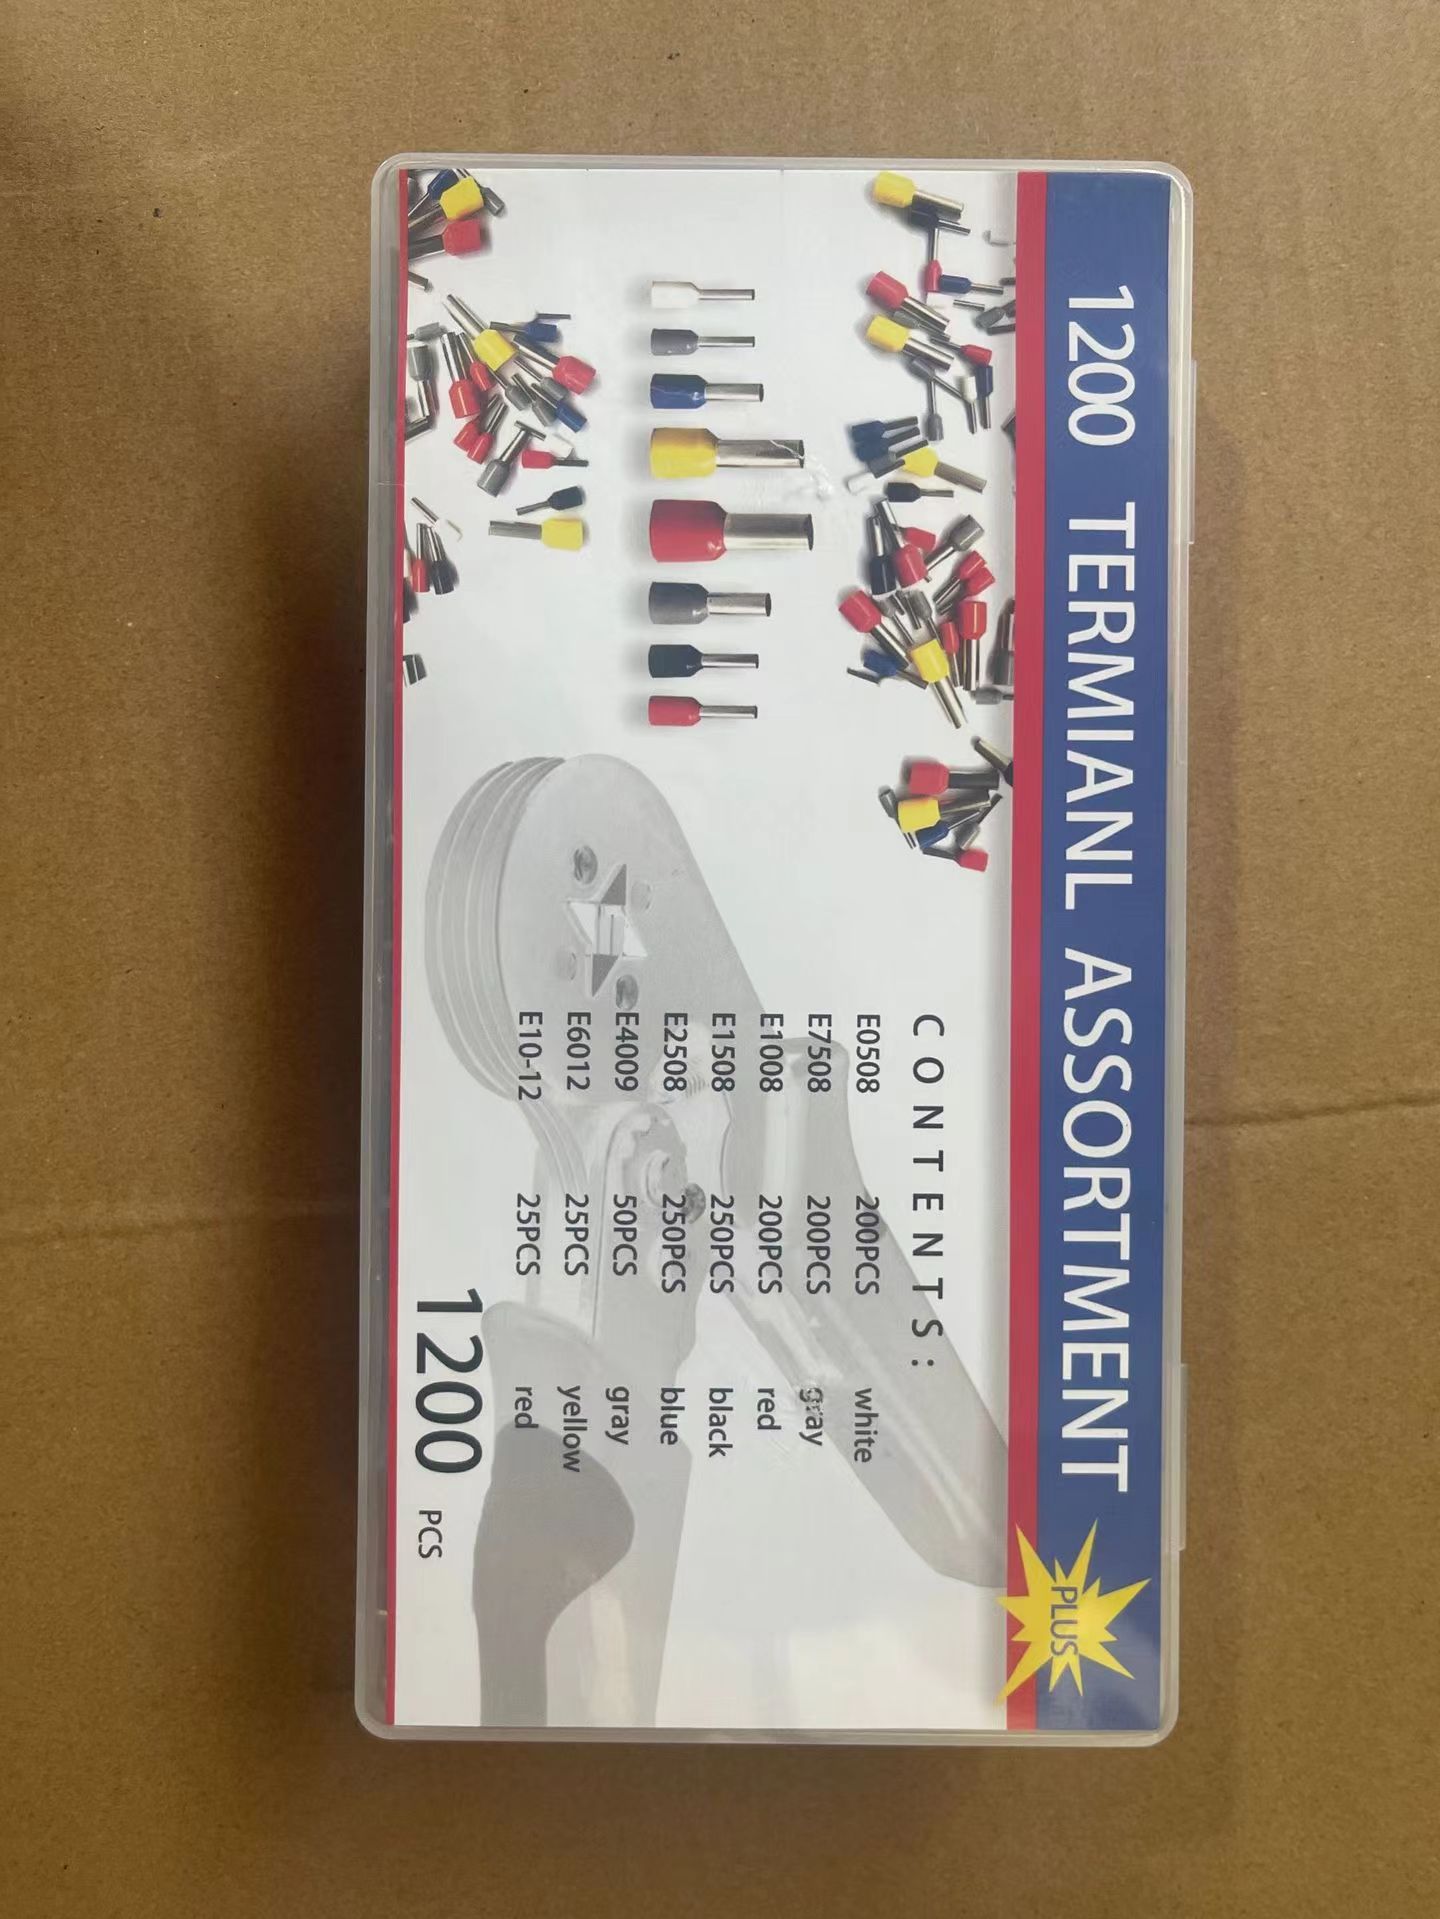 1200 TERMIANL ASSORTMENT
PLUS
CONTENTS:
E0508 200PCS white
E7508 200PCS gray
E1008 200PCS red
E1508 250PCS black
E2508 250PCS blue
E4009 50PCS gray
E6012 25PCS yellow
E10-12 25PCS red
1200 PCS